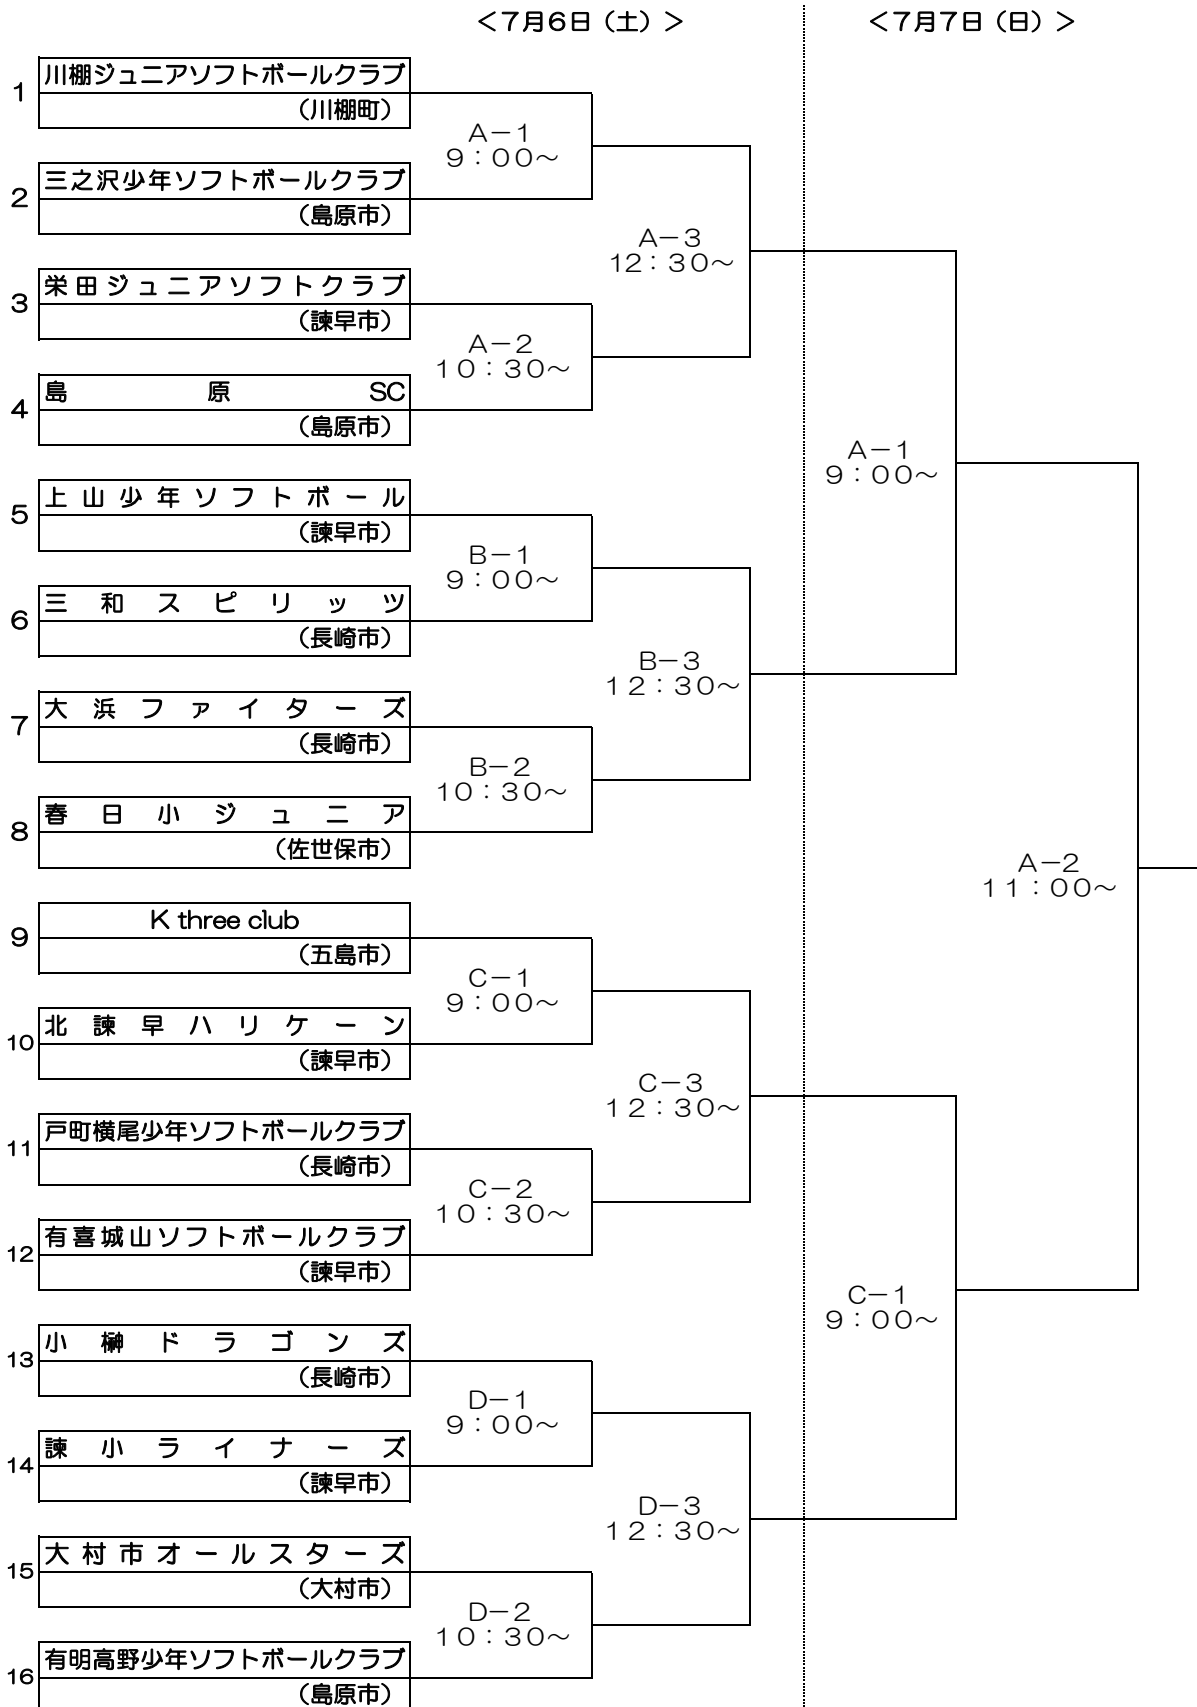 ＜7月6日（土）＞
＜7月7日（日）＞
1
川棚ジュニアソフトボールクラブ
（川棚町）
A－1
9：00～
2
三之沢少年ソフトボールクラブ
（島原市）
A－3
12：30～
3
栄田ジュニアソフトクラブ
（諫早市）
A－2
10：30～
4
島原SC
（島原市）
A－1
9：00～
5
上山少年ソフトボール
（諫早市）
B－1
9：00～
6
三和スピリッツ
（長崎市）
B－3
12：30～
7
大浜ファイターズ
（長崎市）
B－2
10：30～
8
春日小ジュニア
（佐世保市）
A－2
11：00～
9
K three club
（五島市）
C－1
9：00～
10
北諫早ハリケーン
（諫早市）
C－3
12：30～
11
戸町横尾少年ソフトボールクラブ
（長崎市）
C－2
10：30～
12
有喜城山ソフトボールクラブ
（諫早市）
C－1
9：00～
13
小榊ドラゴンズ
（長崎市）
D－1
9：00～
14
諫小ライナーズ
（諫早市）
D－3
12：30～
15
大村市オールスターズ
（大村市）
D－2
10：30～
16
有明高野少年ソフトボールクラブ
（島原市）